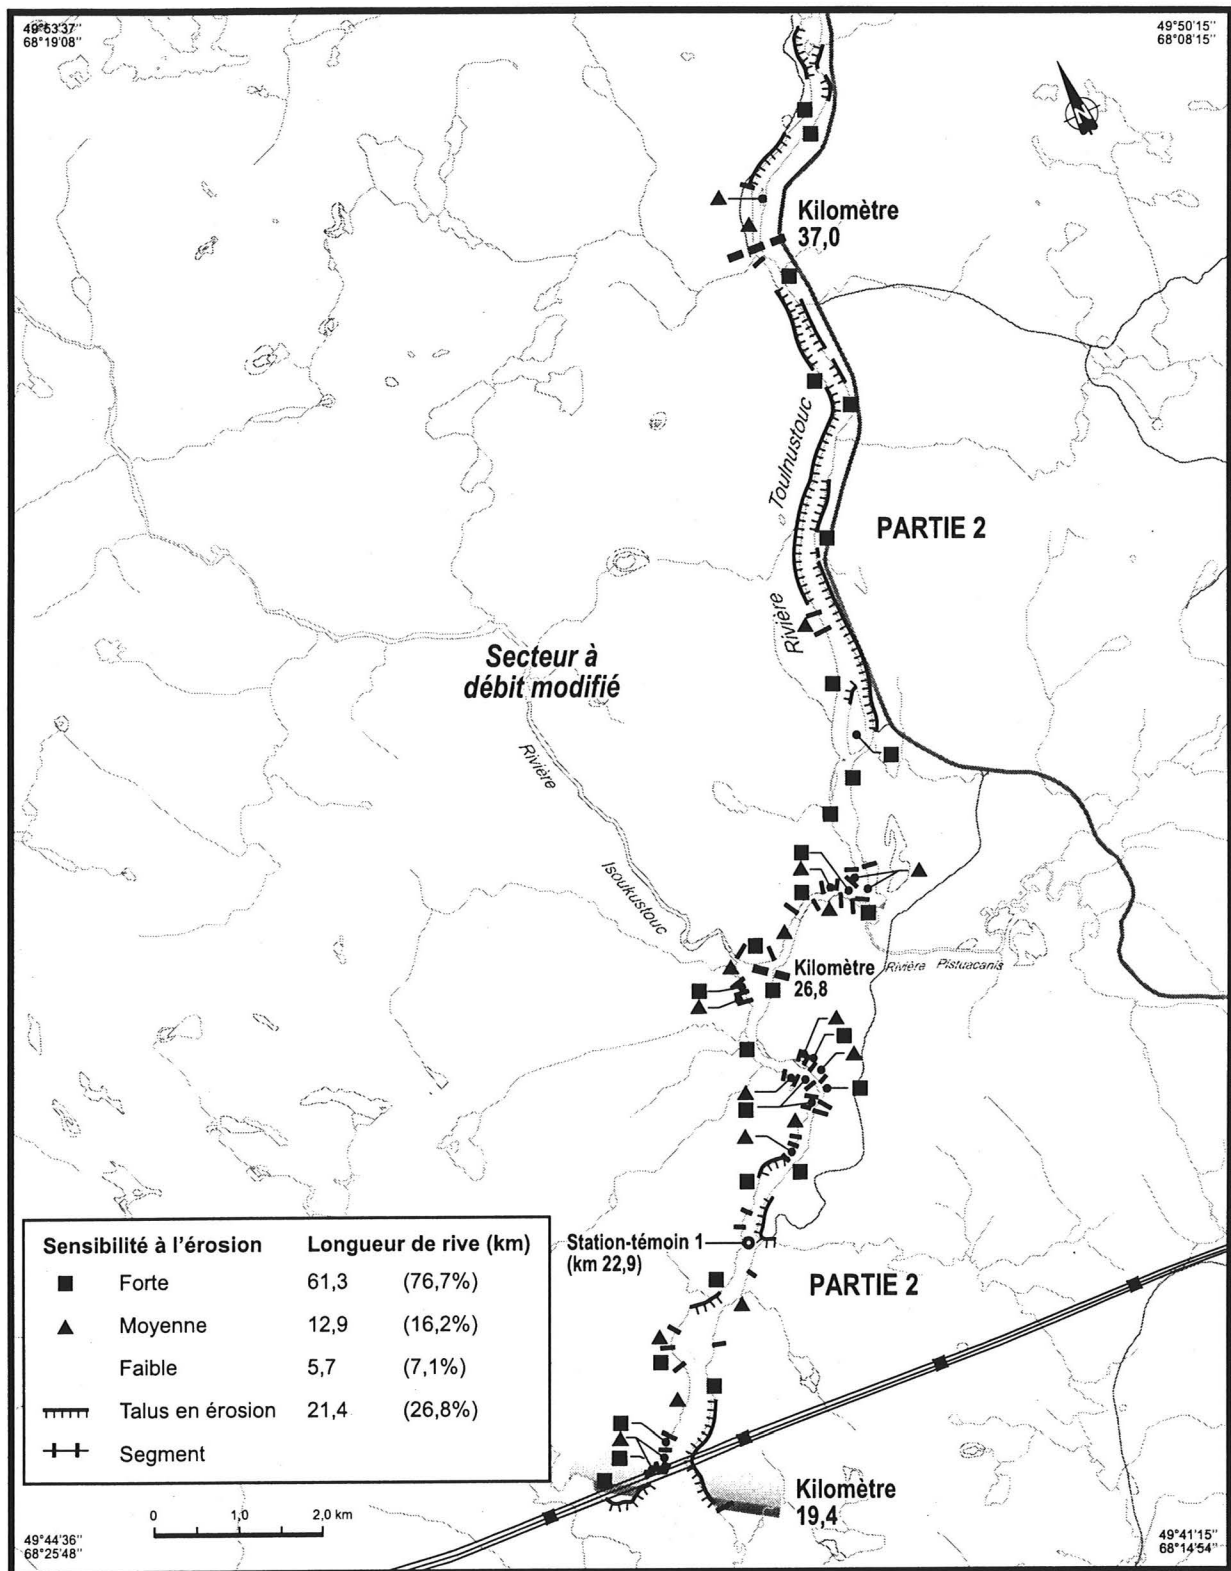 49°53'37"
68°19'08"
49°50'15"
68°08'15"
N
Kilomètre
37,0
Toulnustouc
Rivière
PARTIE 2
Secteur à
débit modifié
Rivière
Isoukustouc
Kilomètre
26,8
Rivière Pistuacanis
Station-témoin 1
(km 22,9)
PARTIE 2
Sensibilité à l'érosion Longueur de rive (km)
Forte 61,3 (76,7%)
Moyenne 12,9 (16,2%)
Faible 5,7 (7,1%)
Talus en érosion 21,4 (26,8%)
Segment
Kilomètre
19,4
0 1,0 2,0 km
49°44'36"
68°25'48"
49°41'15"
68°14'54"